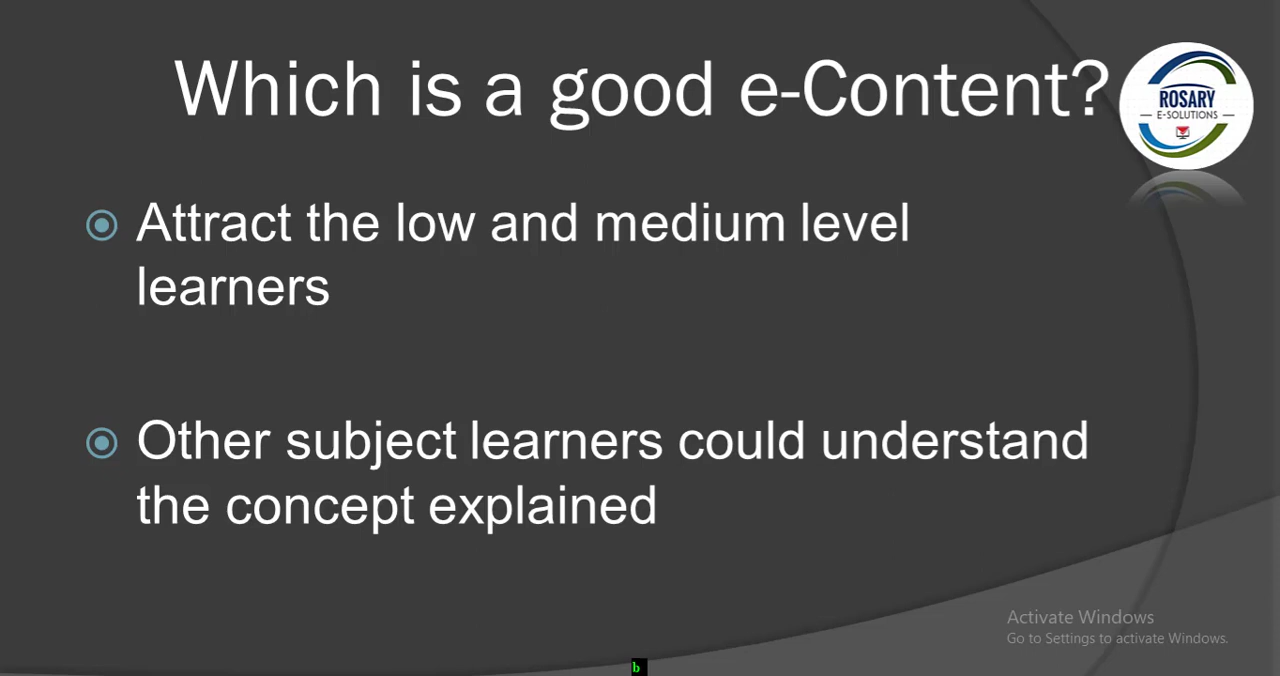 Which is a good e-Content?
ROSARY
E-SOLUTIONS
Attract the low and medium level
learners
Other subject learners could understand
the concept explained
Activate Windows
Go to Settings to activate Windows.
b